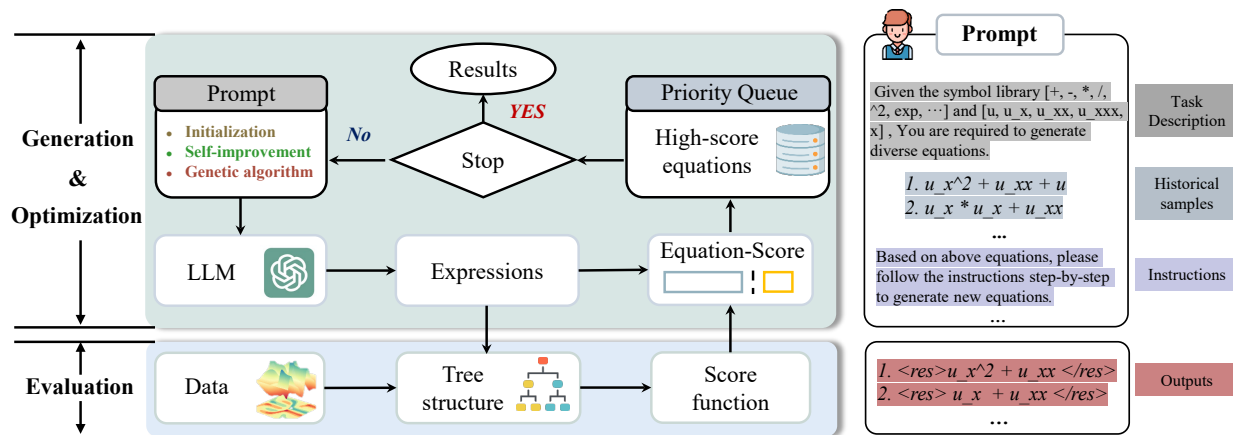 Generation
&
Optimization
Evaluation
Results
Prompt
• Initialization
• Self-improvement
• Genetic algorithm
No
YES
Stop
Priority Queue
High-score
equations
LLM
Expressions
Equation-Score
Data
Tree
structure
Score
function
Prompt
Given the symbol library [+, -, *, /,
^2, exp, ···] and [u, u_x, u_xx, u_xxx,
x] , You are required to generate
diverse equations.
1. u_x^2 + u_xx + u
2. u_x * u_x + u_xx
...
Based on above equations, please
follow the instructions step-by-step
to generate new equations.
...
Task
Description
Historical
samples
Instructions
1. <res>u_x^2 + u_xx </res>
2. <res> u_x + u_xx </res>
...
Outputs